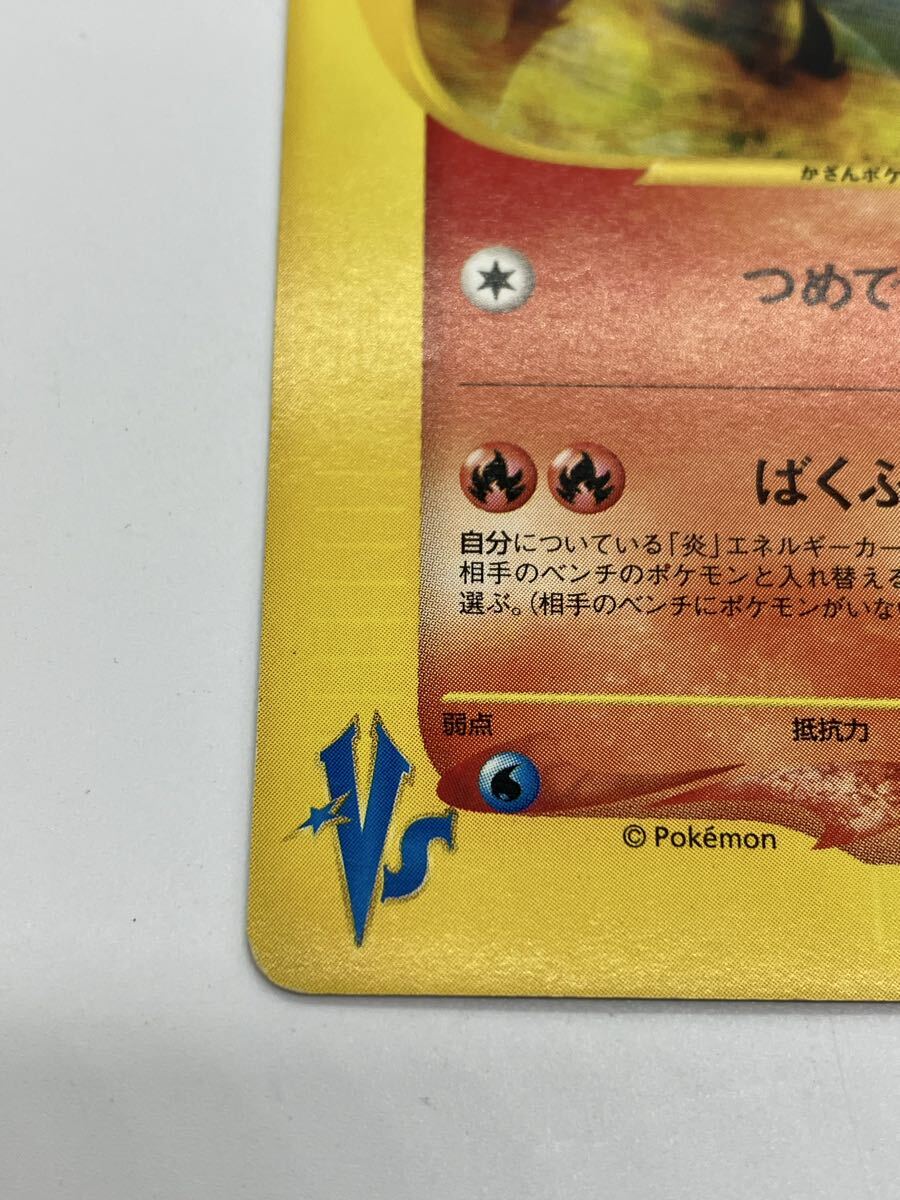 かざんポケ
つめで
ばくふ
自分についている「炎」エネルギーカー
相手のベンチのポケモンと入れ替える
選ぶ。(相手のベンチにポケモンがいな
弱点
抵抗力
VS
© Pokémon